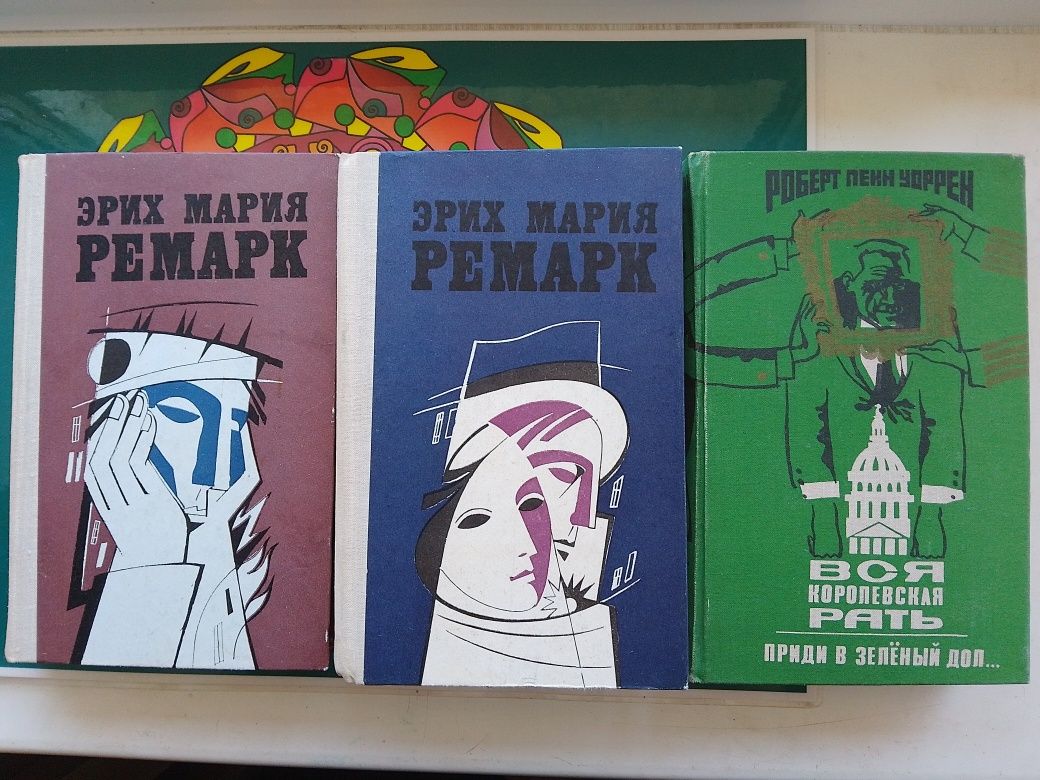 ЭРИХ МАРИЯ
РЕМАРК
ЭРИХ МАРИЯ
РЕМАРК
РОБЕРТ ПЕНН УОРРЕН
ВСЯ
КОРОЛЕВСКАЯ
РАТЬ
ПРИДИ В ЗЕЛЁНЫЙ ДОЛ...